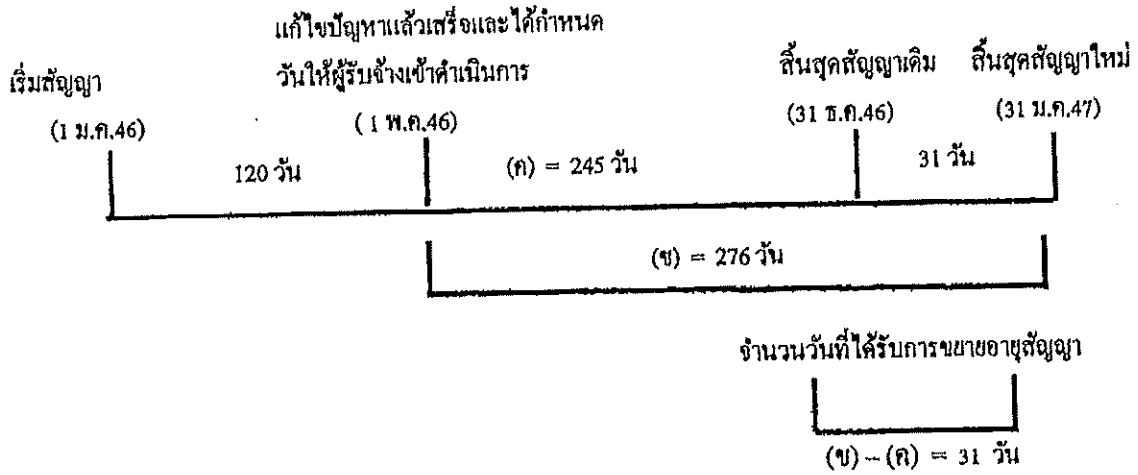 แก้ไขปัญหาแล้วเสร็จและได้กำหนด
วันให้ผู้รับจ้างเข้าดำเนินการ
เริ่มสัญญา
สิ้นสุดสัญญาเดิม
สิ้นสุดสัญญาใหม่
(1 ม.ค.46)
( 1 พ.ค.46)
(31 ธ.ค.46)
(31 ม.ค.47)
120 วัน
(ค) = 245 วัน
31 วัน
(ข) = 276 วัน
จำนวนวันที่ได้รับการขยายอายุสัญญา
(ข) – (ค) = 31 วัน